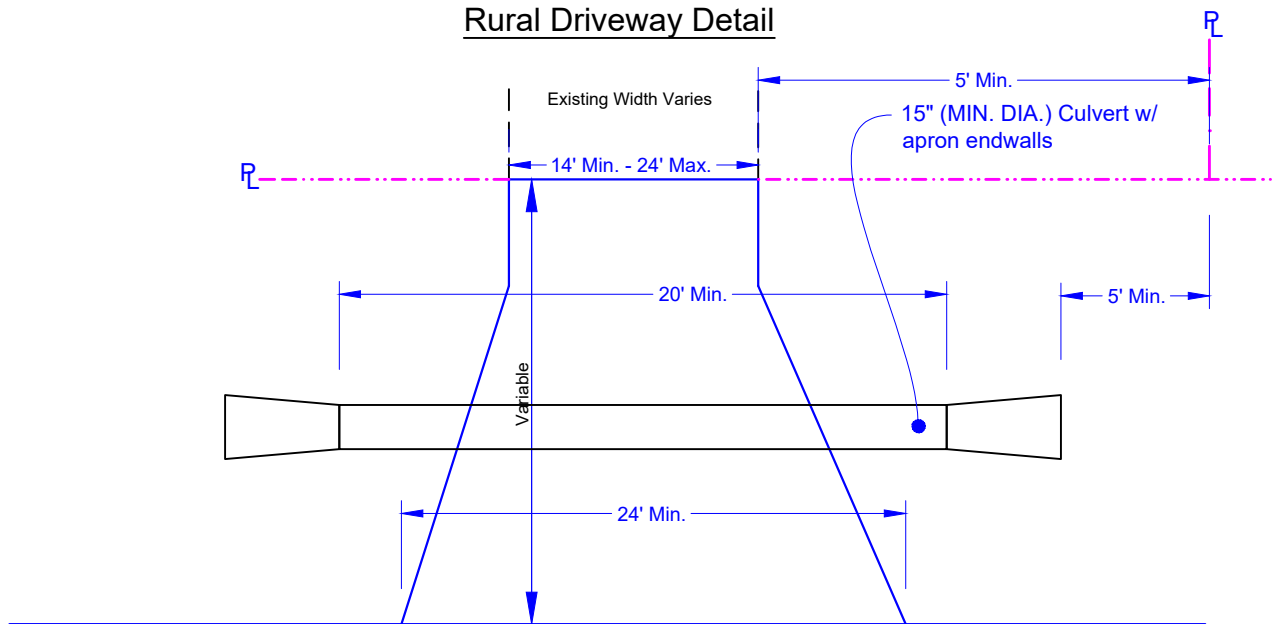 Rural Driveway Detail
PL
5' Min.
Existing Width Varies
15" (MIN. DIA.) Culvert w/
apron endwalls
14' Min. - 24' Max.
PL
20' Min.
5' Min.
Variable
24' Min.